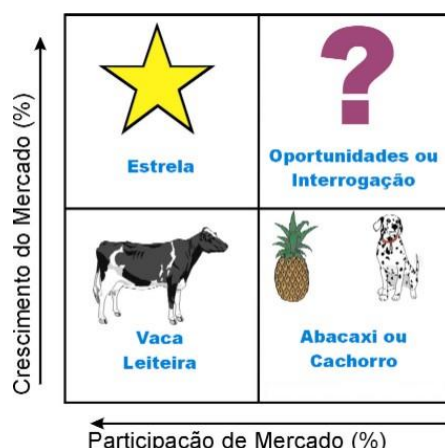 Crescimento do Mercado (%)
Estrela
?
Oportunidades ou
Interrogação
Vaca
Leiteira
Abacaxi ou
Cachorro
Participação de Mercado (%)